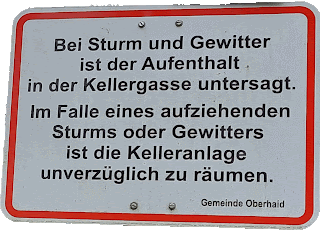 Bei Sturm und Gewitter
ist der Aufenthalt
in der Kellergasse untersagt.
Im Falle eines aufziehenden
Sturms oder Gewitters
ist die Kelleranlage
unverzüglich zu räumen.
Gemeinde Oberhaid